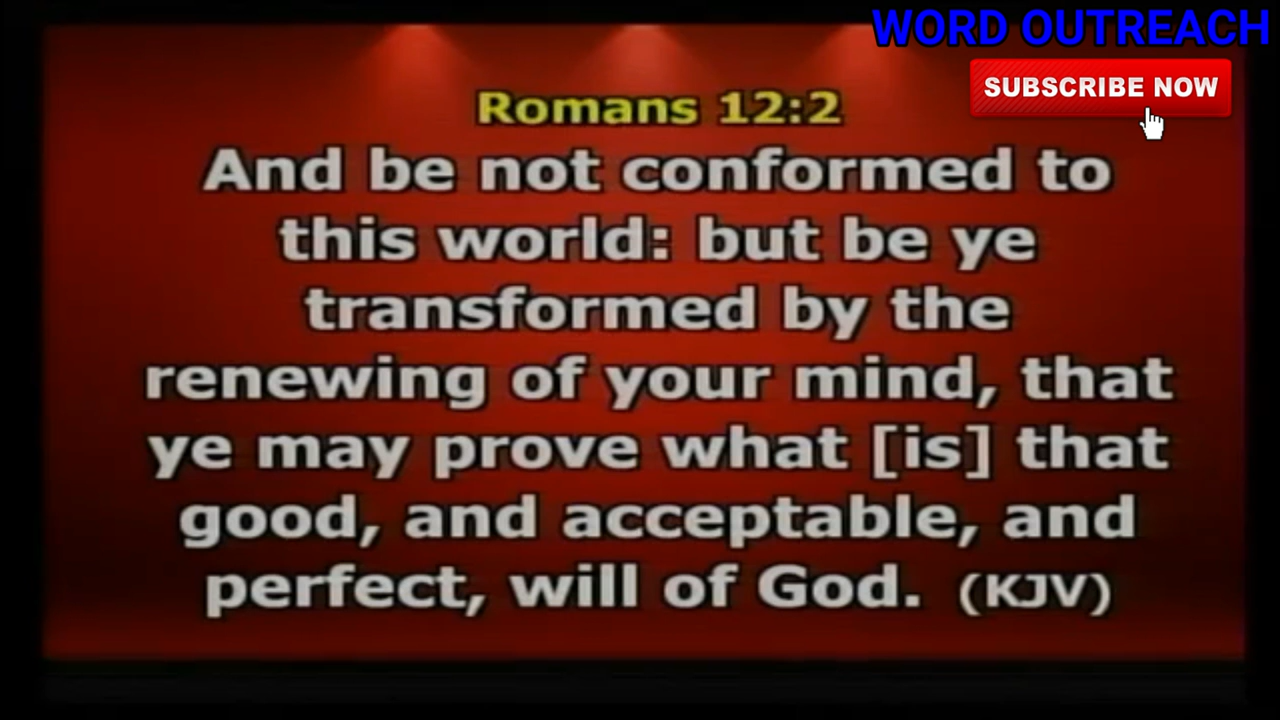 WORD OUTREACH
SUBSCRIBE NOW
Romans 12:2
And be not conformed to
this world: but be ye
transformed by the
renewing of your mind, that
ye may prove what [is] that
good, and acceptable, and
perfect, will of God. (KJV)